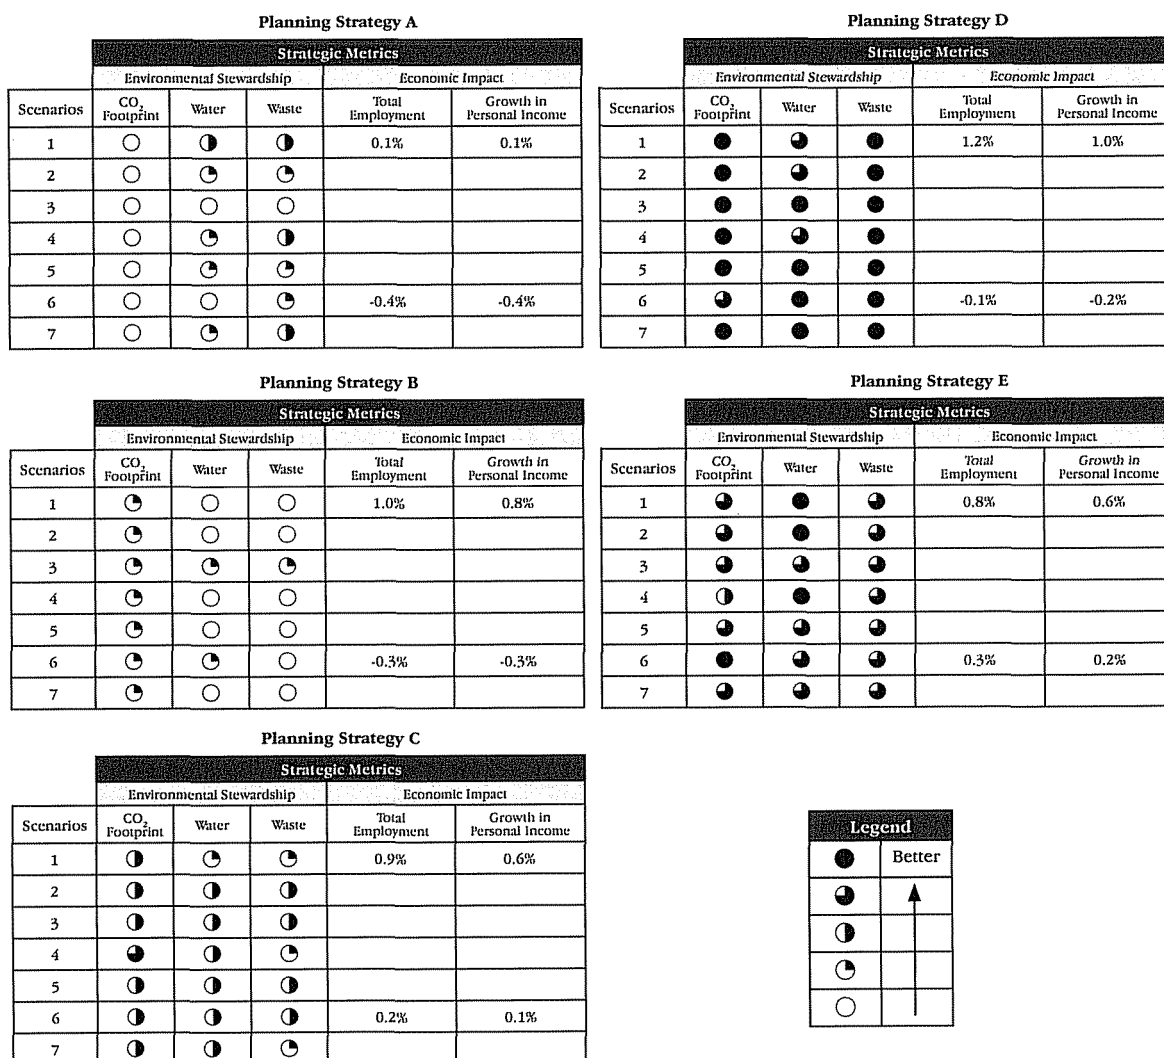 Planning Strategy A
Strategic Metrics
Environmental Stewardship Economic Impact
Scenarios CO2 Footprint Water Waste Total Employment Growth in Personal Income
1 0.1% 0.1%
2
3
4
5
6 -0.4% -0.4%
7
Planning Strategy D
Strategic Metrics
Environmental Stewardship Economic Impact
Scenarios CO2 Footprint Water Waste Total Employment Growth in Personal Income
1 1.2% 1.0%
2
3
4
5
6 -0.1% -0.2%
7
Planning Strategy B
Strategic Metrics
Environmental Stewardship Economic Impact
Scenarios CO2 Footprint Water Waste Total Employment Growth in Personal Income
1 1.0% 0.8%
2
3
4
5
6 -0.3% -0.3%
7
Planning Strategy E
Strategic Metrics
Environmental Stewardship Economic Impact
Scenarios CO2 Footprint Water Waste Total Employment Growth in Personal Income
1 0.8% 0.6%
2
3
4
5
6 0.3% 0.2%
7
Planning Strategy C
Strategic Metrics
Environmental Stewardship Economic Impact
Scenarios CO2 Footprint Water Waste Total Employment Growth in Personal Income
1 0.9% 0.6%
2
3
4
5
6 0.2% 0.1%
7
Legend
Better